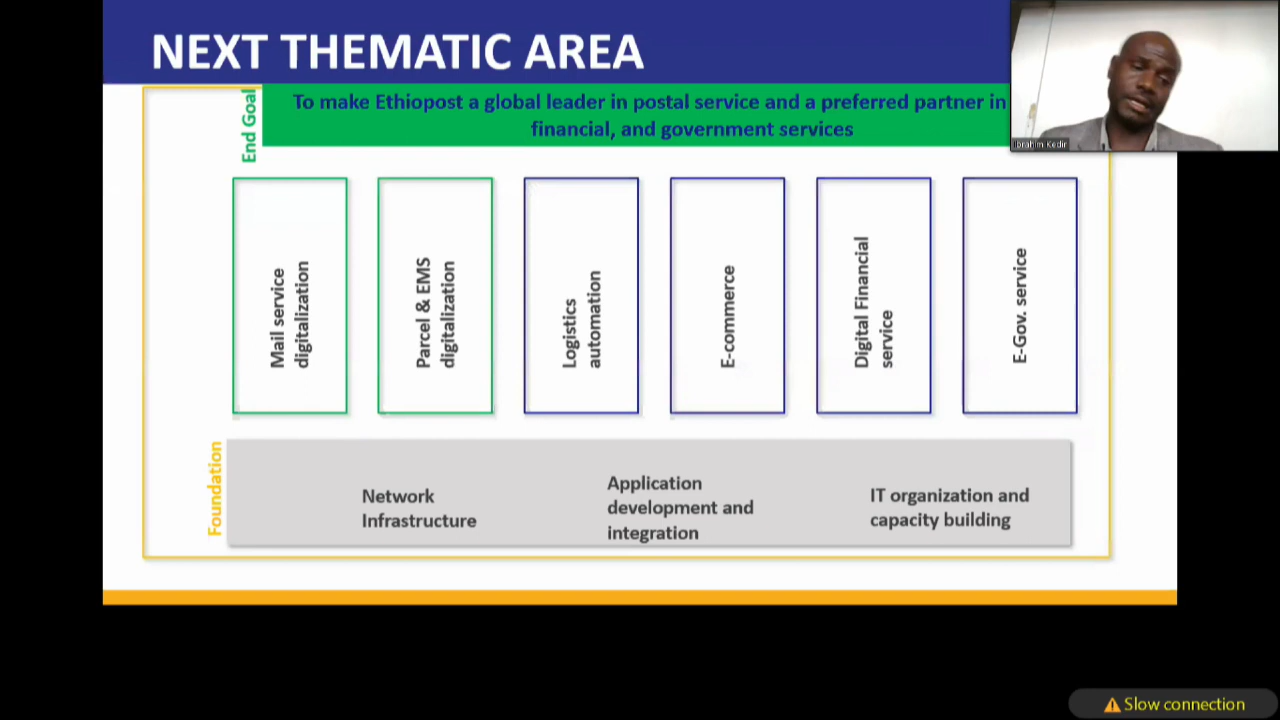 NEXT THEMATIC AREA
End Goal
To make Ethiopost a global leader in postal service and a preferred partner in
financial, and government services
Ibrahim Kedir
Mail service
digitalization
Parcel & EMS
digitalization
Logistics
automation
E-commerce
Digital Financial
service
E-Gov. service
Foundation
Network
Infrastructure
Application
development and
integration
IT organization and
capacity building
Slow connection